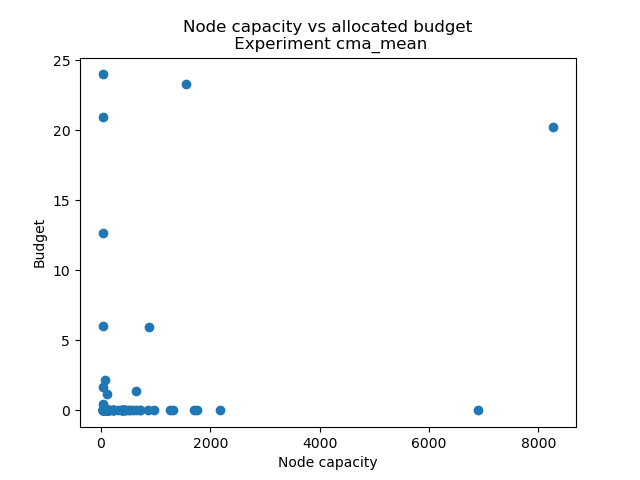 Node capacity vs allocated budget
Experiment cma_mean
25
20
15
10
5
0
Budget
0 2000 4000 6000 8000
Node capacity